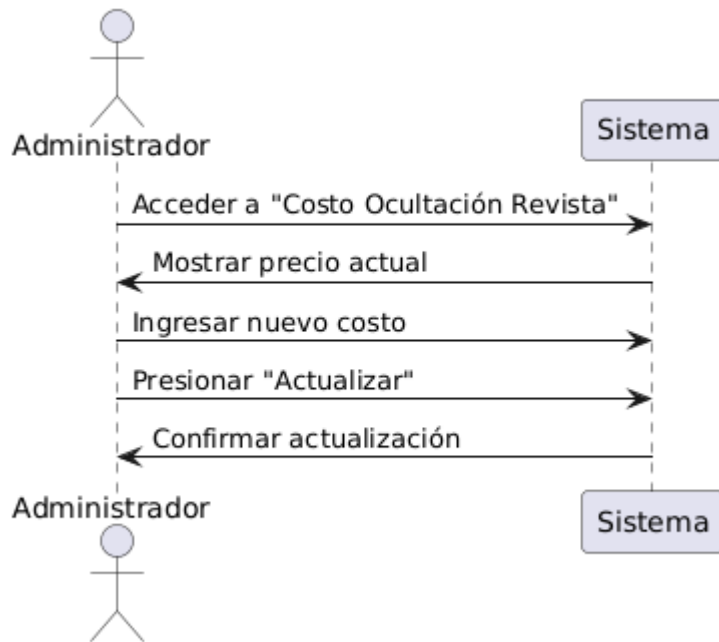 Administrador
Sistema
Acceder a "Costo Ocultación Revista"
Mostrar precio actual
Ingresar nuevo costo
Presionar "Actualizar"
Confirmar actualización
Administrador
Sistema